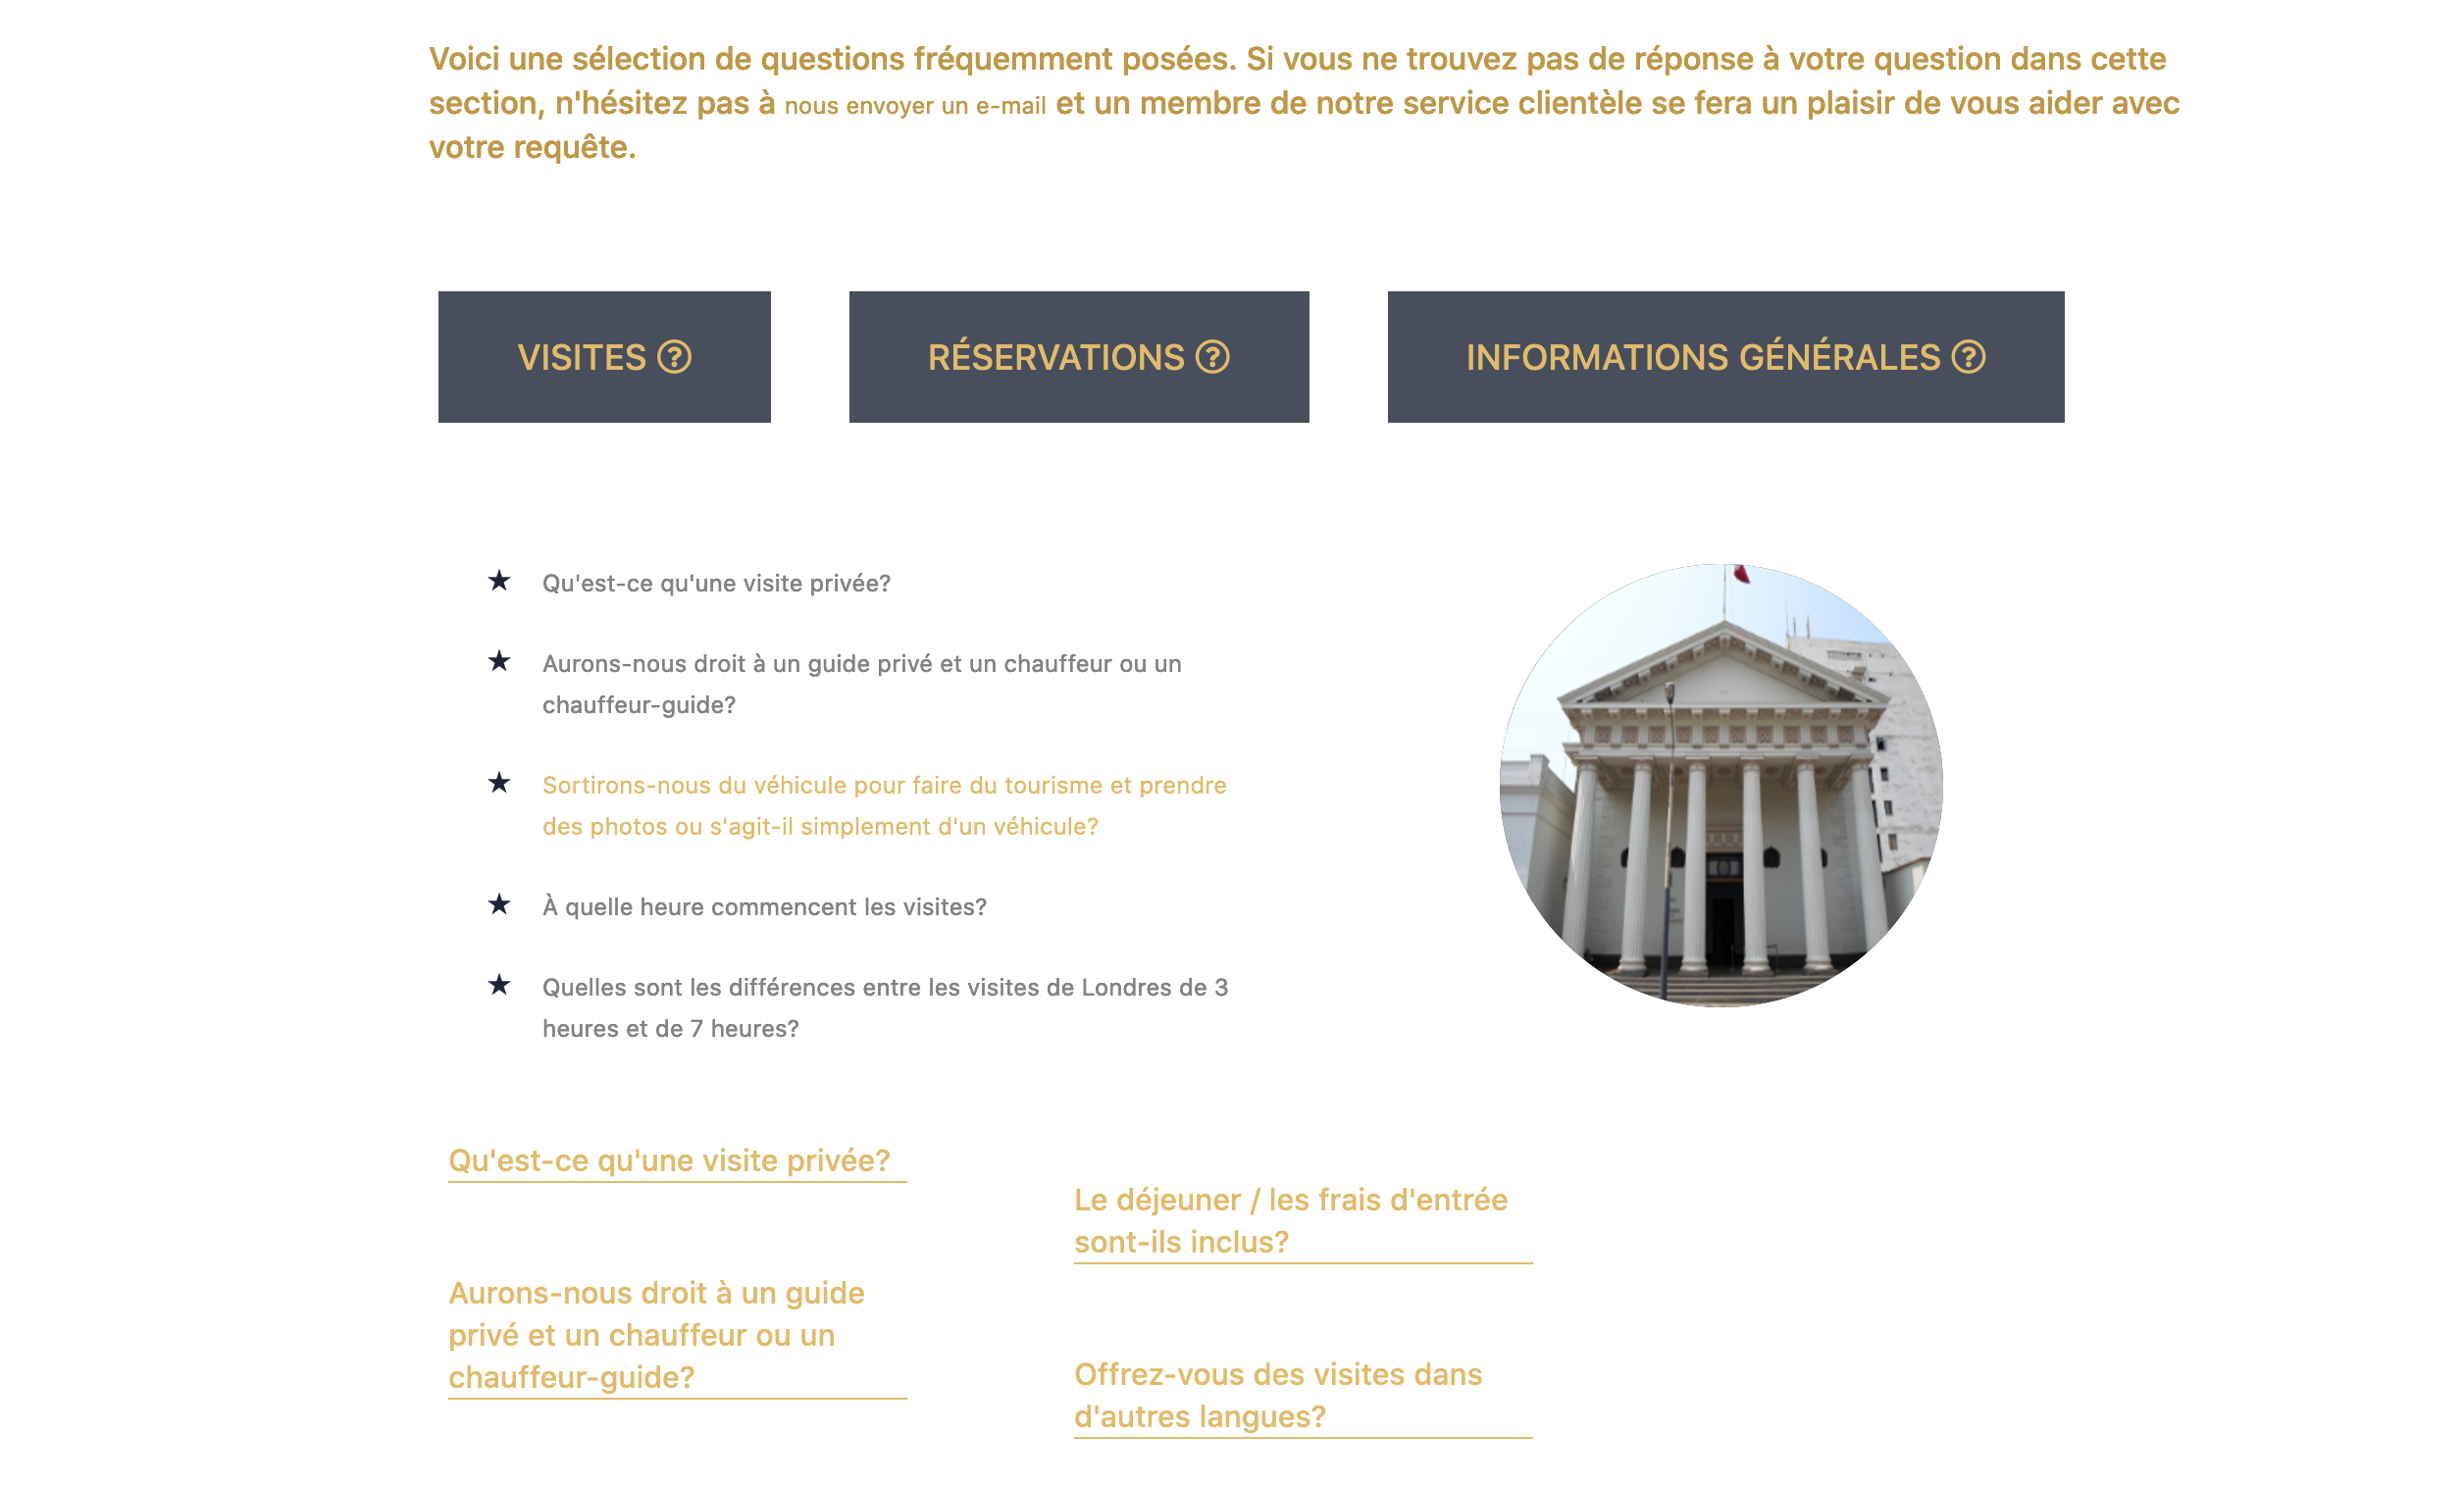 Voici une sélection de questions fréquemment posées. Si vous ne trouvez pas de réponse à votre question dans cette
section, n'hésitez pas à nous envoyer un e-mail et un membre de notre service clientèle se fera un plaisir de vous aider avec
votre requête.
VISITES
RÉSERVATIONS
INFORMATIONS GÉNÉRALES
Qu'est-ce qu'une visite privée?
Aurons-nous droit à un guide privé et un chauffeur ou un
chauffeur-guide?
Sortirons-nous du véhicule pour faire du tourisme et prendre
des photos ou s'agit-il simplement d'un véhicule?
À quelle heure commencent les visites?
Quelles sont les différences entre les visites de Londres de 3
heures et de 7 heures?
Qu'est-ce qu'une visite privée?
Aurons-nous droit à un guide
privé et un chauffeur ou un
chauffeur-guide?
Le déjeuner / les frais d'entrée
sont-ils inclus?
Offrez-vous des visites dans
d'autres langues?